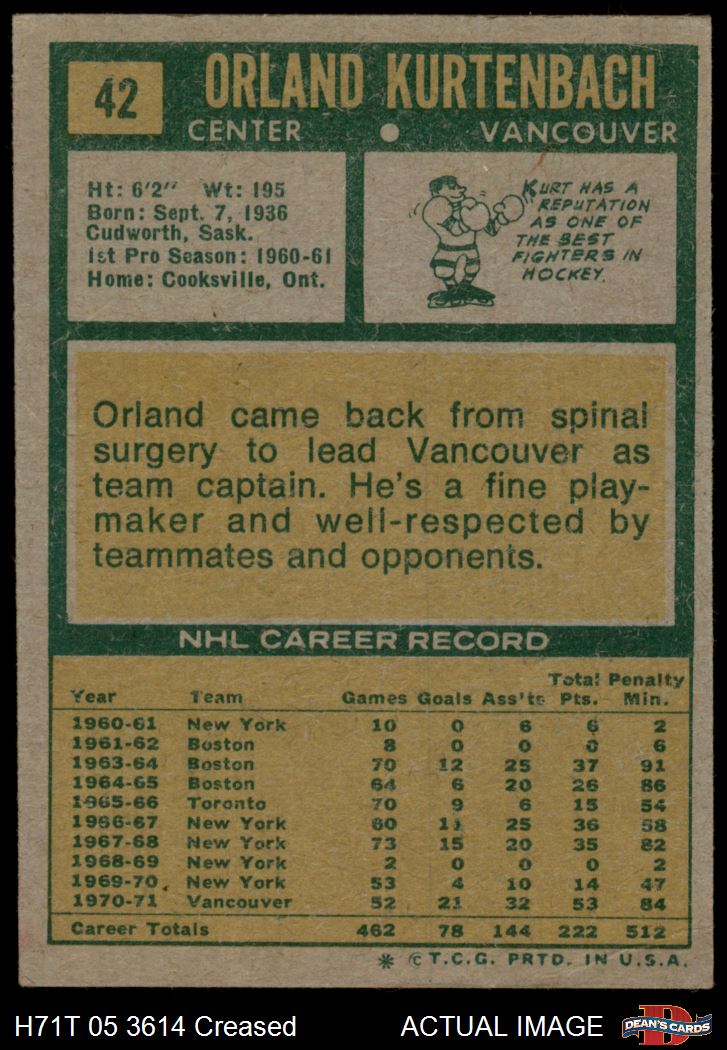 42
ORLAND KURTENBACH
CENTER • VANCOUVER
Ht: 6'2" Wt: 195
Born: Sept. 7, 1936
Cudworth, Sask.
1st Pro Season: 1960-61
Home: Cooksville, Ont.
KURT HAS A
REPUTATION
AS ONE OF
THE BEST
FIGHTERS IN
HOCKEY.
Orland came back from spinal
surgery to lead Vancouver as
team captain. He's a fine play-
maker and well-respected by
teammates and opponents.
NHL CAREER RECORD
Year Team Games Goals Ass'ts Total Pts. Penalty Min.
1960-61 New York 10 0 6 6 2
1961-62 Boston 8 0 0 0 6
1963-64 Boston 70 12 25 37 91
1964-65 Boston 64 6 20 26 86
1965-66 Toronto 70 9 6 15 54
1966-67 New York 60 11 25 36 58
1967-68 New York 73 15 20 35 82
1968-69 New York 2 0 0 0 2
1969-70 New York 53 4 10 14 47
1970-71 Vancouver 52 21 32 53 84
Career Totals 462 78 144 222 512
* © T.C.G. PRTD. IN U.S.A.
H71T 05 3614 Creased ACTUAL IMAGE
D
DEAN'S CARDS